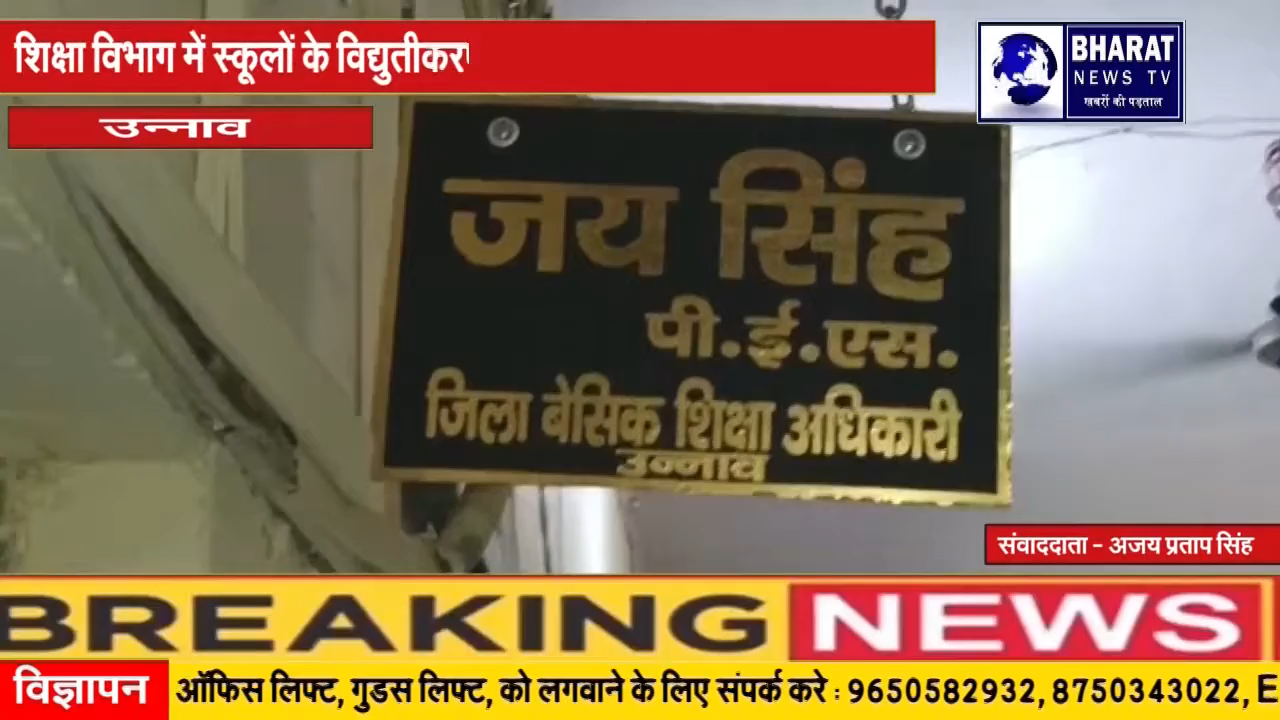 शिक्षा विभाग में स्कूलों के विद्युतीकर
उन्नाव
BHARAT
NEWS TV
खबरों की पड़ताल
जय सिंह
पी.ई.एस.
जिला बेसिक शिक्षा अधिकारी
उन्नाव
संवाददाता - अजय प्रताप सिंह
BREAKING NEWS
विज्ञापन
ऑफिस लिफ्ट, गुडस लिफ्ट, को लगवाने के लिए संपर्क करे : 9650582932, 8750343022, E